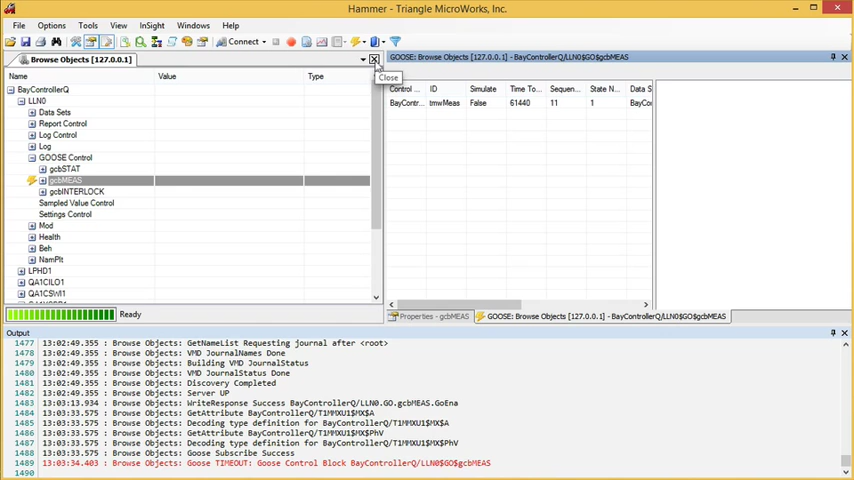 Hammer - Triangle MicroWorks, Inc.
File Options Tools View InSight Windows Help
Connect
Browse Objects [127.0.0.1]
GOOSE: Browse Objects [127.0.0.1] - BayControllerQ/LLN0$GO$gcbMEAS
Close
Name Value Type
Control ... ID Simulate Time To... Sequen... State N... Data S
BayContr... tmwMeas False 61440 11 1 BayCo
BayControllerQ
LLN0
Data Sets
Report Control
Log Control
Log
GOOSE Control
gcbSTAT
gcbMEAS
gcbINTERLOCK
Sampled Value Control
Settings Control
Mod
Health
Beh
NamPlt
LPHD1
QA1CILO1
QA1CSWI1
Ready
Properties - gcbMEAS
GOOSE: Browse Objects [127.0.0.1] - BayControllerQ/LLN0$GO$gcbMEAS
Output
1477 13:02:49.355 : Browse Objects: GetNameList Requesting journal after <root>
1478 13:02:49.355 : Browse Objects: VMD JournalNames Done
1479 13:02:49.355 : Browse Objects: Building VMD JournalStatus
1480 13:02:49.355 : Browse Objects: VMD JournalStatus Done
1481 13:02:49.355 : Browse Objects: Discovery Completed
1482 13:02:49.355 : Browse Objects: Server UP
1483 13:03:13.934 : Browse Objects: WriteResponse Success BayControllerQ/LLN0.GO.gcbMEAS.GoEna
1484 13:03:33.575 : Browse Objects: GetAttribute BayControllerQ/T1MMXU1$MX$A
1485 13:03:33.575 : Browse Objects: Decoding type definition for BayControllerQ/T1MMXU1$MX$A
1486 13:03:33.575 : Browse Objects: GetAttribute BayControllerQ/T1MMXU1$MX$PhV
1487 13:03:33.575 : Browse Objects: Decoding type definition for BayControllerQ/T1MMXU1$MX$PhV
1488 13:03:33.575 : Browse Objects: Goose Subscribe Success
1489 13:03:34.403 : Browse Objects: Goose TIMEOUT: Goose Control Block BayControllerQ/LLN0$GO$gcbMEAS
1490